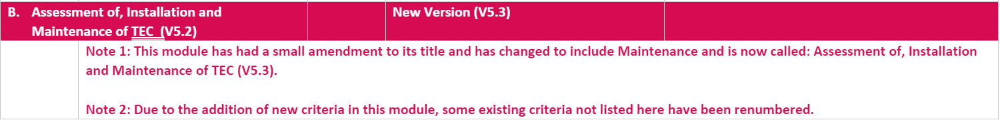 B. Assessment of, Installation and
Maintenance of TEC (V5.2)
New Version (V5.3)
Note 1: This module has had a small amendment to its title and has changed to include Maintenance and is now called: Assessment of, Installation
and Maintenance of TEC (V5.3).
Note 2: Due to the addition of new criteria in this module, some existing criteria not listed here have been renumbered.